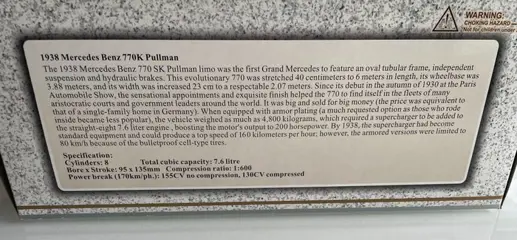 WARNING:
CHOKING HAZARD
Not for children under
1938 Mercedes Benz 770K Pullman
The 1938 Mercedes Benz 770 SK Pullman limo was the first Grand Mercedes to feature an oval tubular frame, independent
suspension and hydraulic brakes. This evolutionary 770 was stretched 40 centimeters to 6 meters in length, its wheelbase was
3.88 meters, and its width was increased 23 cm to a respectable 2.07 meters. Since its debut in the autumn of 1930 at the Paris
Automobile Show, the sensational appointments and exquisite finish helped the 770 to find itself in the fleets of many
aristocratic courts and government leaders around the world. It was big and sold for big money (the price was equivalent to
that of a single-family home in Germany). When equipped with armor plating (a much requested option as those who rode
inside became less popular), the vehicle weighed as much as 4,800 kilograms, which required a supercharger to be added to
the straight-eight 7.6 liter engine, boosting the motor's output to 200 horsepower. By 1938, the supercharger had become
standard equipment and could produce a top speed of 160 kilometers per hour; however, the armored versions were limited to
80 km/h because of the bulletproof cell-type tires.
Specification:
Cylinders: 8 Total cubic capacity: 7.6 litre
Bore x Stroke: 95 x 135mm Compression ratio: 1:600
Power break (170km/ph.): 155CV no compression, 130CV compressed